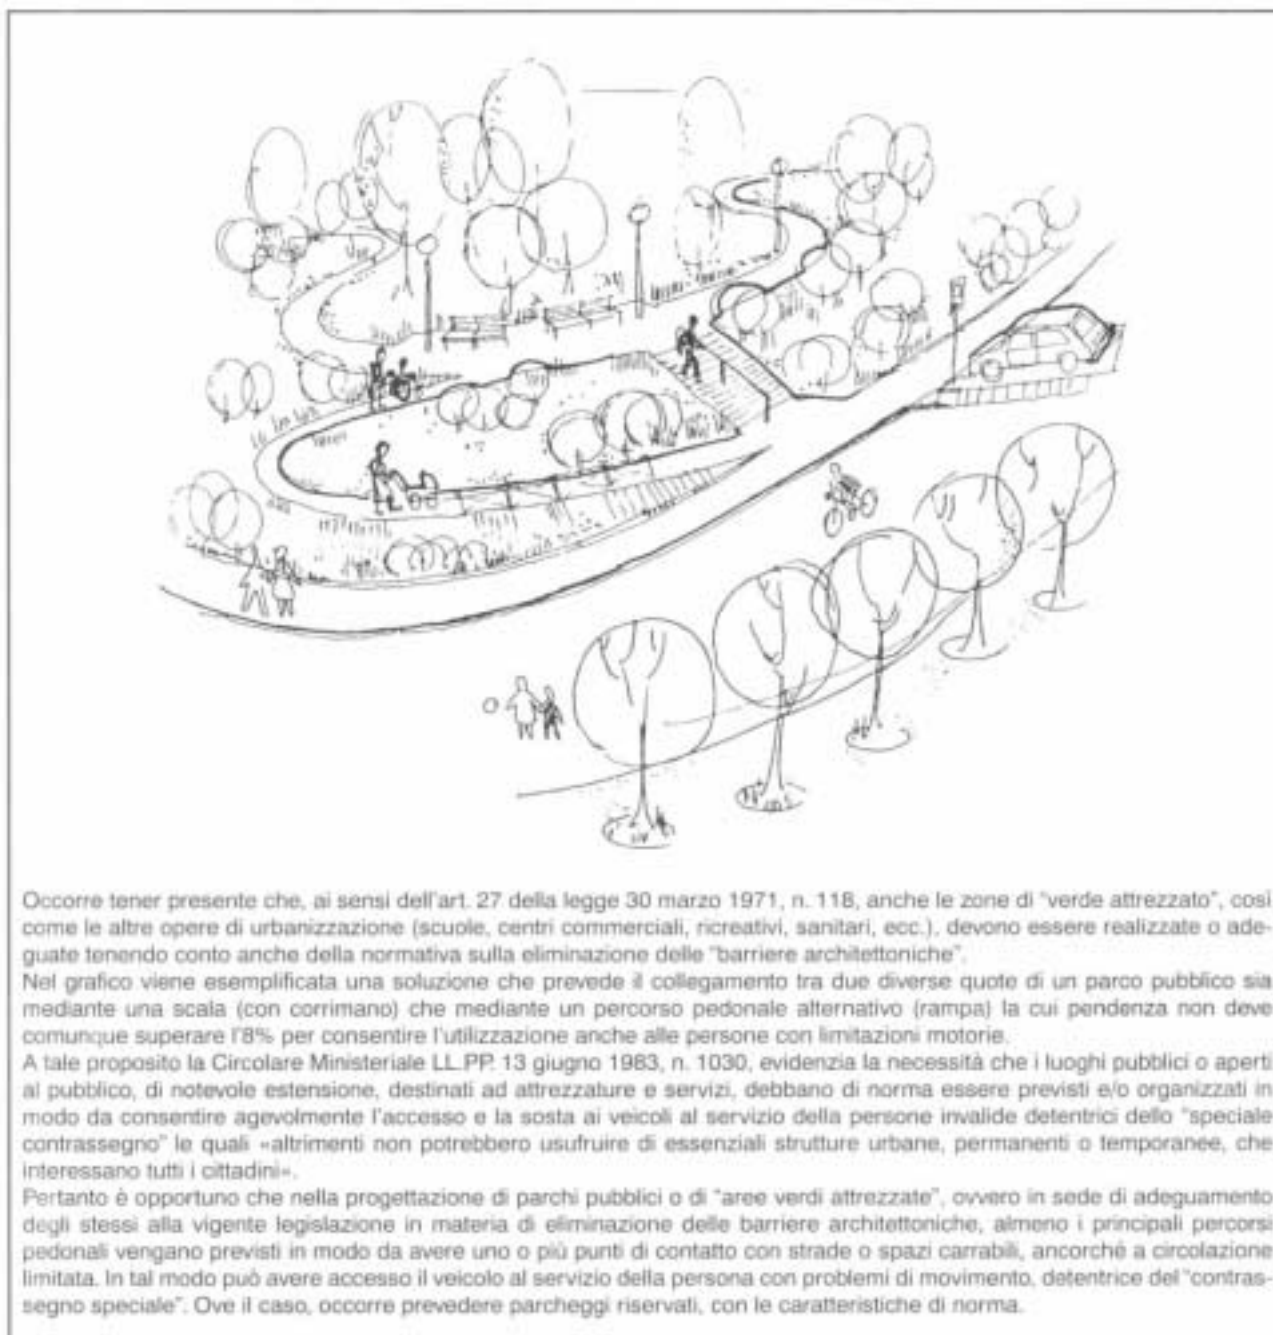 Occorre tener presente che, ai sensi dell'art. 27 della legge 30 marzo 1971, n. 118, anche le zone di "verde attrezzato", così
come le altre opere di urbanizzazione (scuole, centri commerciali, ricreativi, sanitari, ecc.), devono essere realizzate o ade-
guate tenendo conto anche della normativa sulla eliminazione delle "barriere architettoniche".
Nel grafico viene esemplificata una soluzione che prevede il collegamento tra due diverse quote di un parco pubblico sia
mediante una scala (con corrimano) che mediante un percorso pedonale alternativo (rampa) la cui pendenza non deve
comunque superare l'8% per consentire l'utilizzazione anche alle persone con limitazioni motorie.
A tale proposito la Circolare Ministeriale LL.PP. 13 giugno 1983, n. 1030, evidenzia la necessità che i luoghi pubblici o aperti
al pubblico, di notevole estensione, destinati ad attrezzature e servizi, debbano di norma essere previsti e/o organizzati in
modo da consentire agevolmente l'accesso e la sosta ai veicoli al servizio della persone invalide detentrici dello "speciale
contrassegno" le quali «altrimenti non potrebbero usufruire di essenziali strutture urbane, permanenti o temporanee, che
interessano tutti i cittadini».
Pertanto è opportuno che nella progettazione di parchi pubblici o di "aree verdi attrezzate", ovvero in sede di adeguamento
degli stessi alla vigente legislazione in materia di eliminazione delle barriere architettoniche, almeno i principali percorsi
pedonali vengano previsti in modo da avere uno o più punti di contatto con strade o spazi carrabili, ancorché a circolazione
limitata. In tal modo può avere accesso il veicolo al servizio della persona con problemi di movimento, detentrice del "contras-
segno speciale". Ove il caso, occorre prevedere parcheggi riservati, con le caratteristiche di norma.